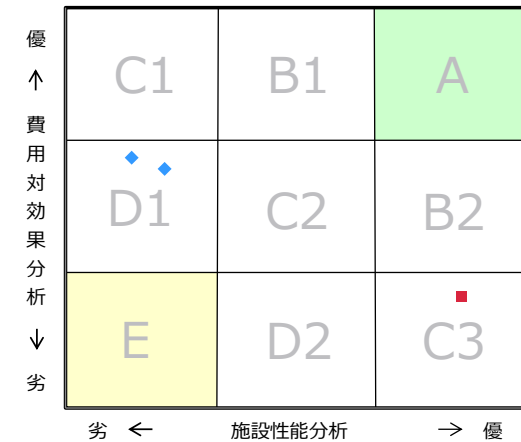 優
↑
費
用
対
効
果
分
析
↓
劣
C1 B1 A
D1 C2 B2
E D2 C3
劣 ← 施設性能分析 → 優